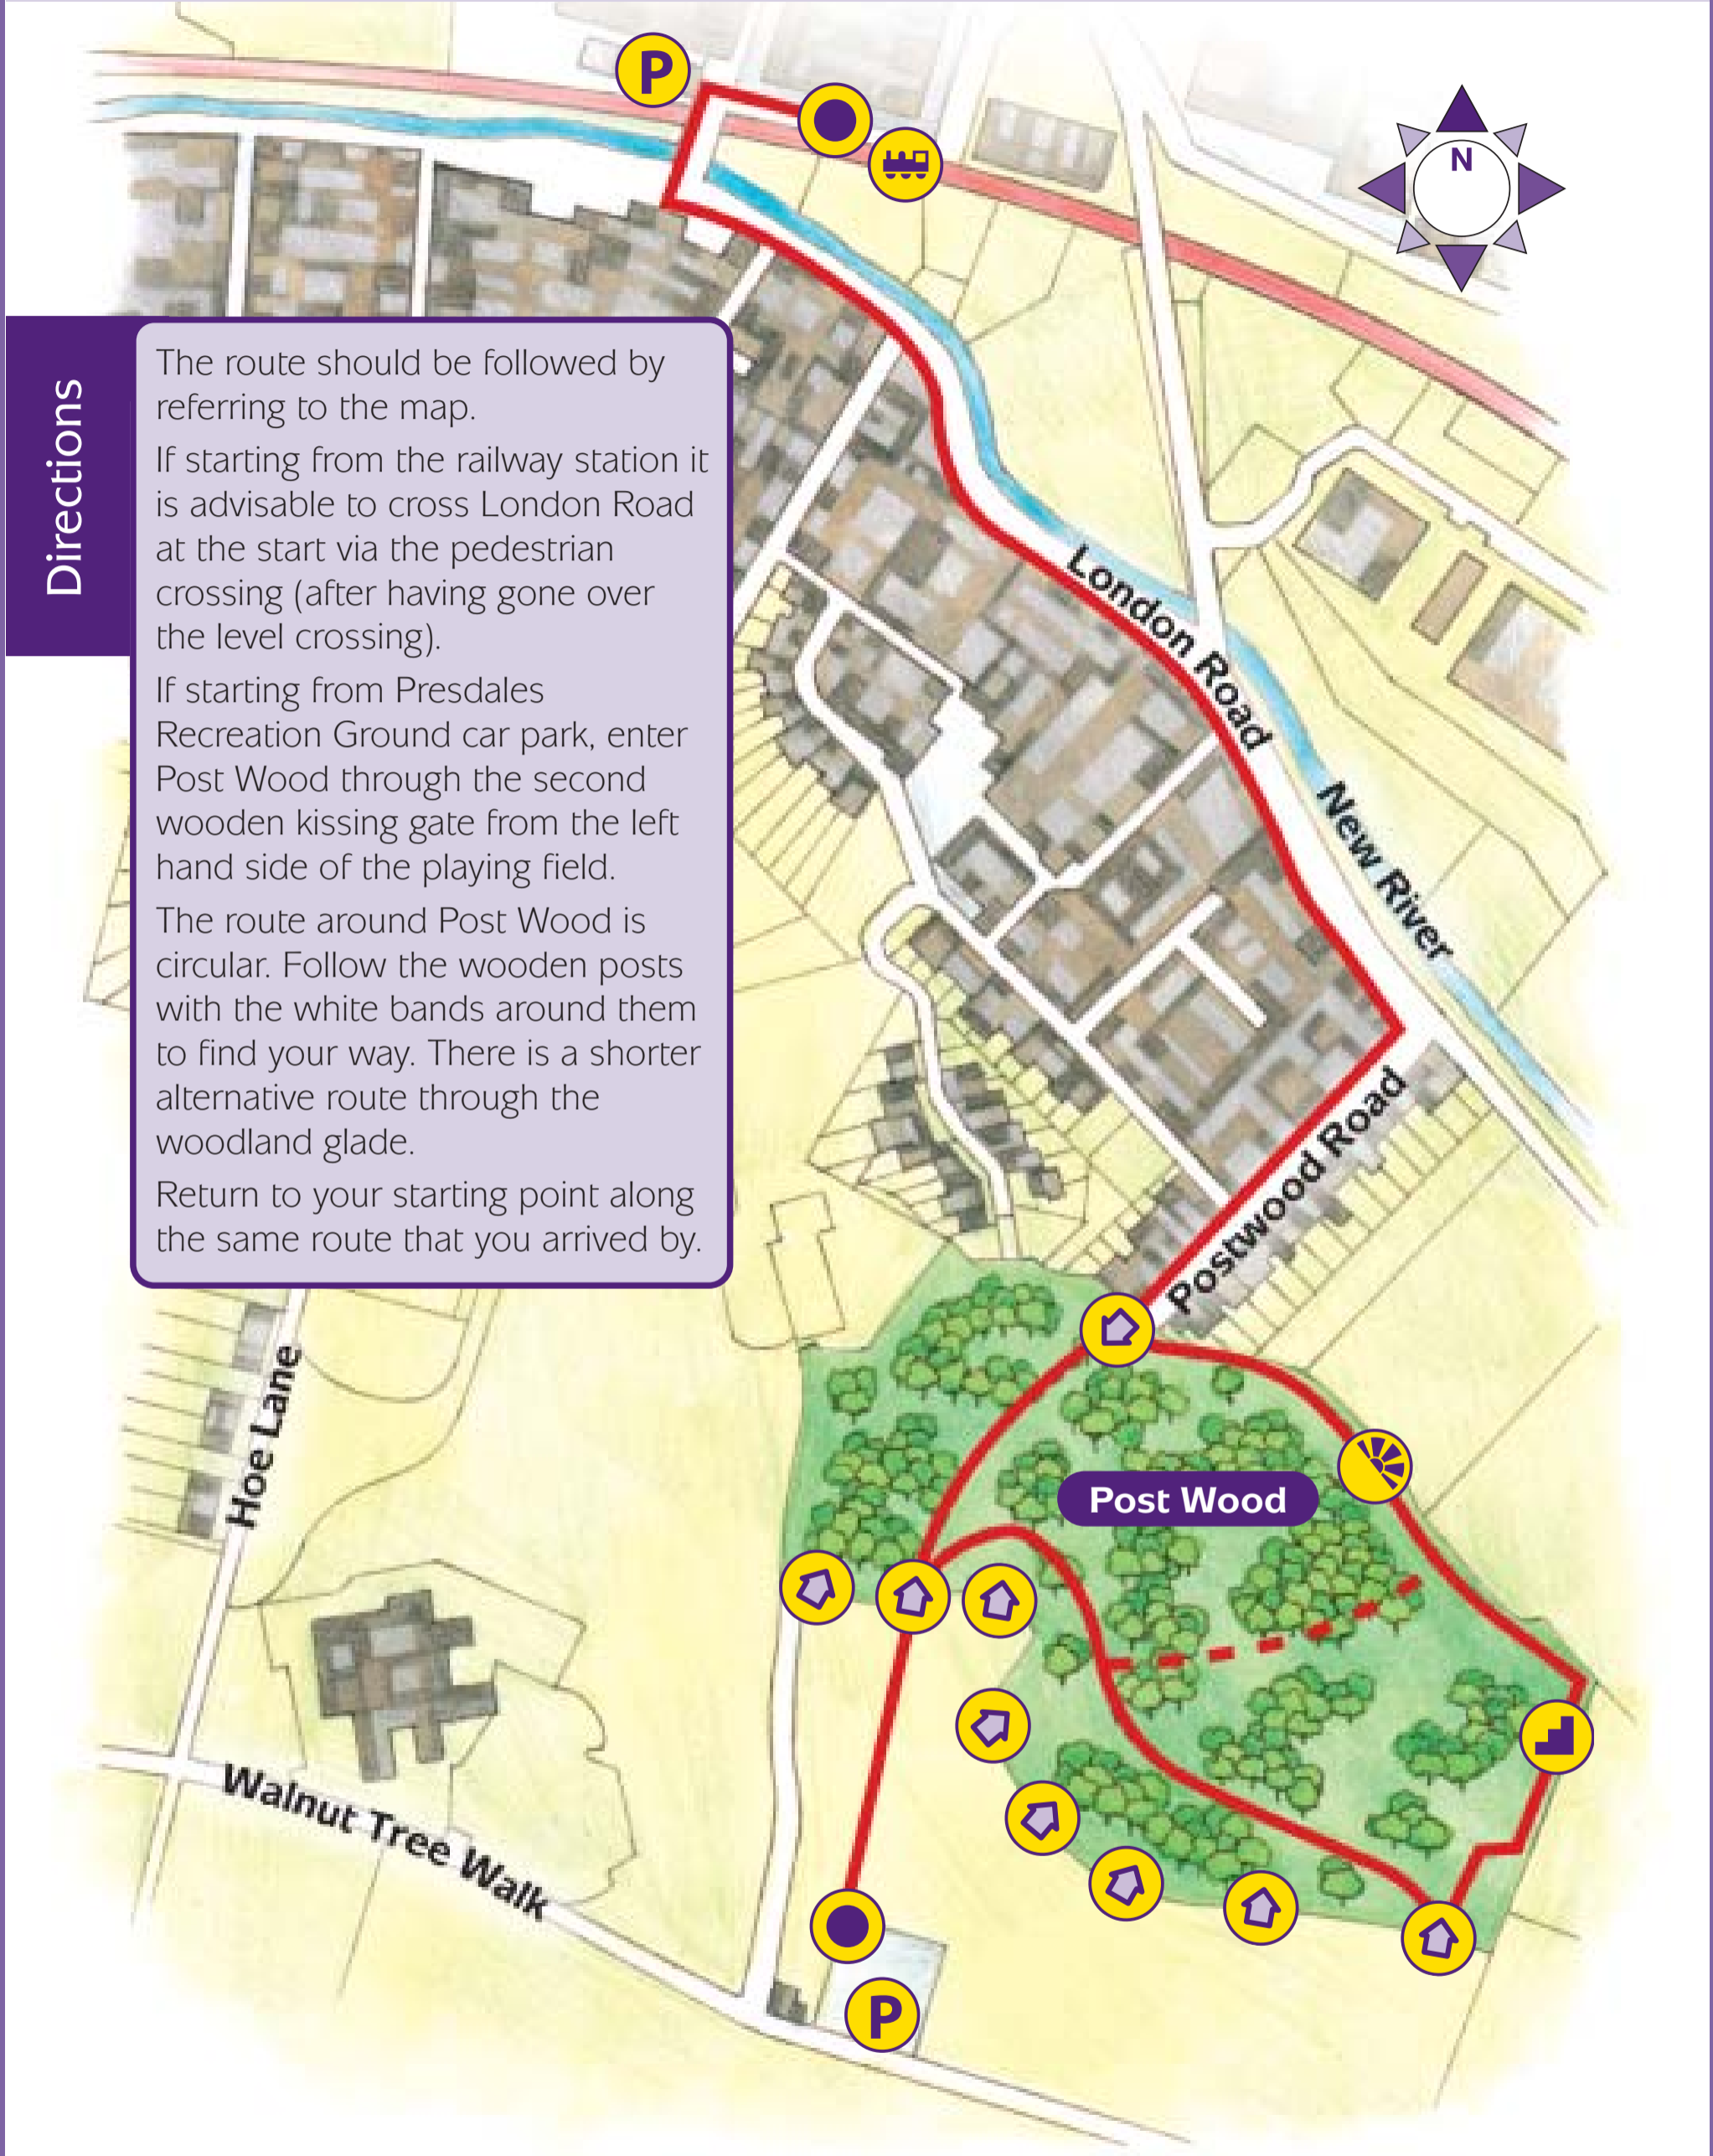 P
N
Directions
The route should be followed by
referring to the map.
If starting from the railway station it
is advisable to cross London Road
at the start via the pedestrian
crossing (after having gone over
the level crossing).
If starting from Presdales
Recreation Ground car park, enter
Post Wood through the second
wooden kissing gate from the left
hand side of the playing field.
The route around Post Wood is
circular. Follow the wooden posts
with the white bands around them
to find your way. There is a shorter
alternative route through the
woodland glade.
Return to your starting point along
the same route that you arrived by.
London Road
New River
Postwood Road
Post Wood
Hoe Lane
Walnut Tree Walk
P